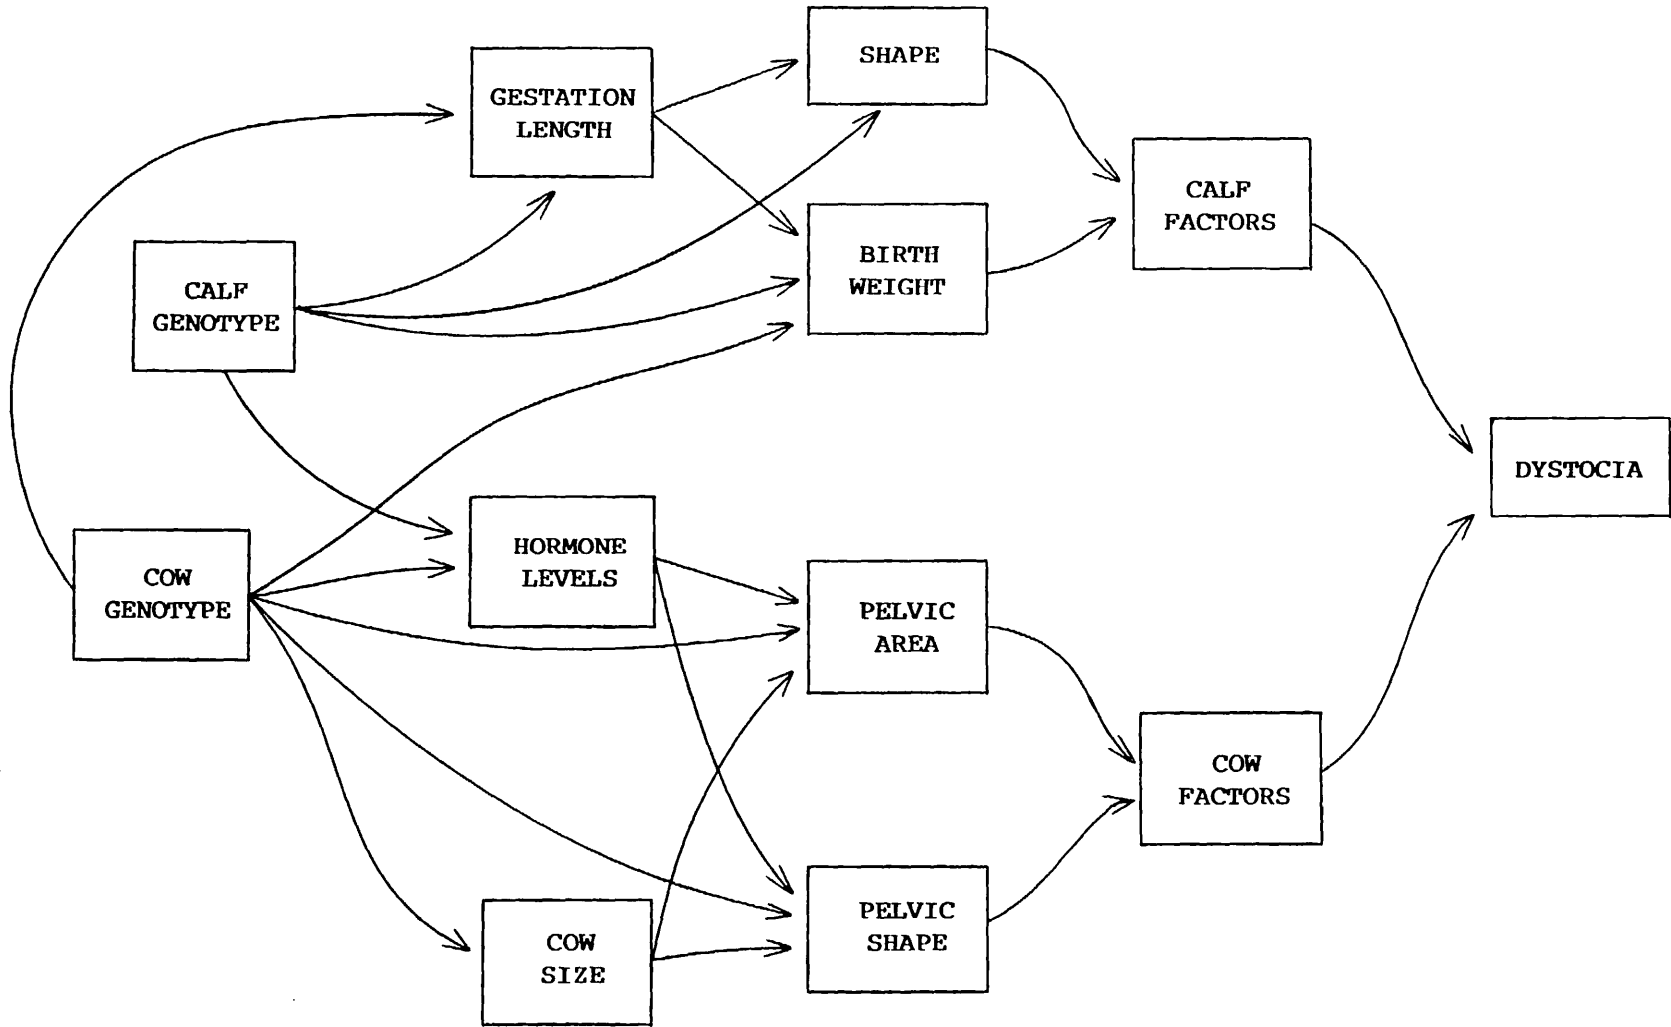 SHAPE
GESTATION
LENGTH
CALF
FACTORS
BIRTH
WEIGHT
CALF
GENOTYPE
DYSTOCIA
HORMONE
LEVELS
COW
GENOTYPE
PELVIC
AREA
COW
FACTORS
PELVIC
SHAPE
COW
SIZE